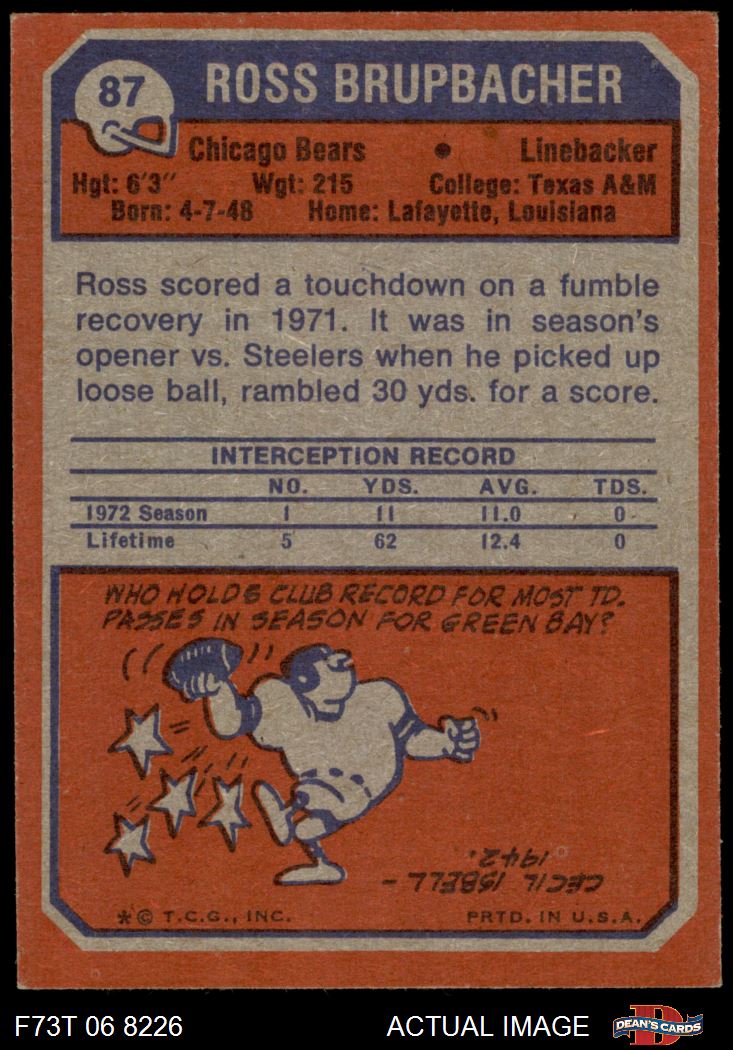 87
ROSS BRUPBACHER
Chicago Bears • Linebacker
Hgt: 6'3" Wgt: 215 College: Texas A&M
Born: 4-7-48 Home: Lafayette, Louisiana
Ross scored a touchdown on a fumble
recovery in 1971. It was in season's
opener vs. Steelers when he picked up
loose ball, rambled 30 yds. for a score.
INTERCEPTION RECORD
NO. YDS. AVG. TDS.
1972 Season 1 11 11.0 0
Lifetime 5 62 12.4 0
WHO HOLDS CLUB RECORD FOR MOST TD.
PASSES IN SEASON FOR GREEN BAY?
CECIL ISBELL -
1942.
* © T.C.G., INC. PRTD. IN U.S.A.
F73T 06 8226 ACTUAL IMAGE
D
DEAN'S CARDS